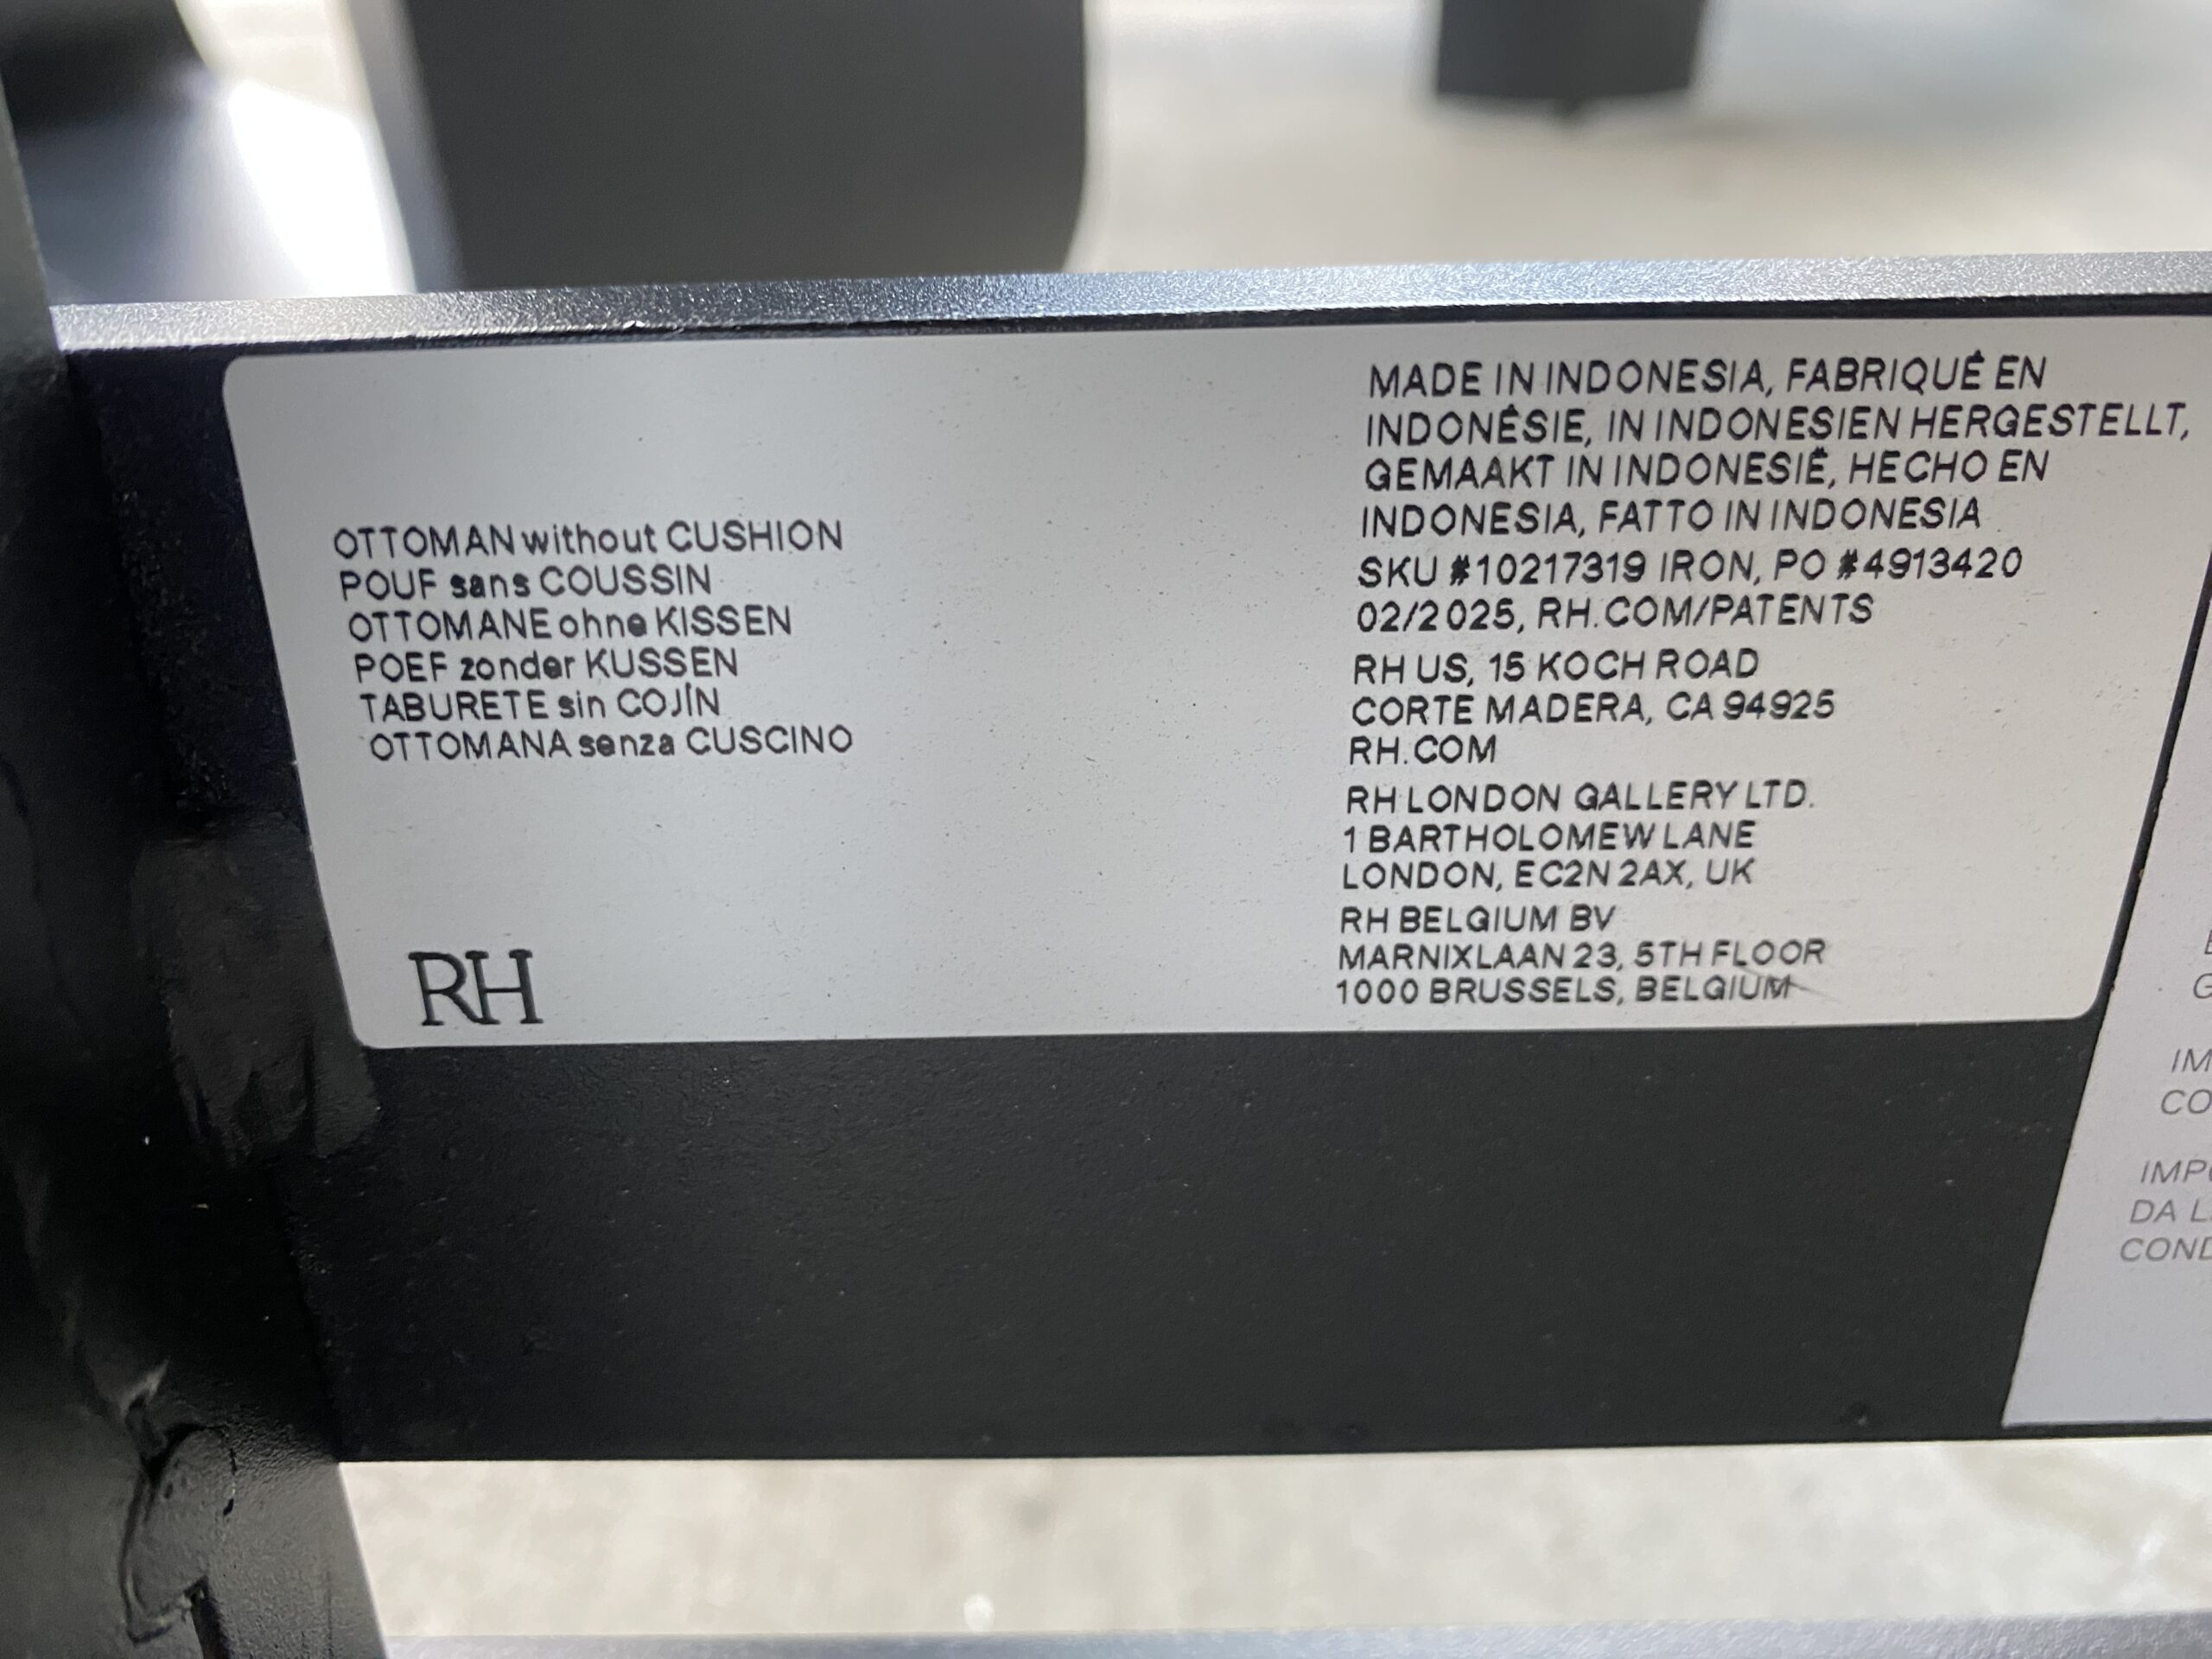 OTTOMAN without CUSHION
POUF sans COUSSIN
OTTOMANE ohne KISSEN
POEF zonder KUSSEN
TABURETE sin COJÍN
OTTOMANA senza CUSCINO
RH
MADE IN INDONESIA, FABRIQUÉ EN
INDONÉSIE, IN INDONESIEN HERGESTELLT,
GEMAAKT IN INDONESIË, HECHO EN
INDONESIA, FATTO IN INDONESIA
SKU #10217319 IRON, PO #4913420
02/2025, RH.COM/PATENTS
RH US, 15 KOCH ROAD
CORTE MADERA, CA 94925
RH.COM
RH LONDON GALLERY LTD.
1 BARTHOLOMEW LANE
LONDON, EC2N 2AX, UK
RH BELGIUM BV
MARNIXLAAN 23, 5TH FLOOR
1000 BRUSSELS, BELGIUM
DA